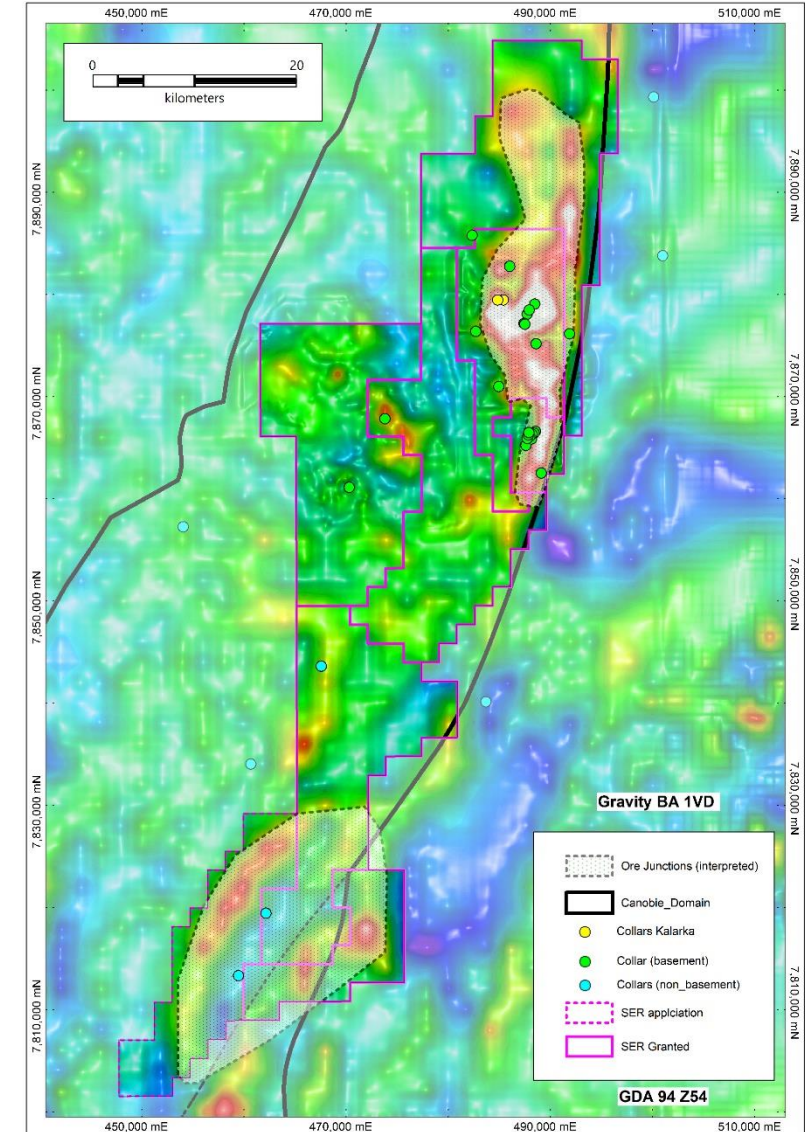 450,000 mE
470,000 mE
490,000 mE
510,000 mE
0
20
kilometers
7,890,000 mN
7,890,000 mN
7,870,000 mN
7,870,000 mN
7,850,000 mN
7,850,000 mN
7,830,000 mN
7,830,000 mN
Gravity BA 1VD
Ore Junctions (interpreted)
Canobie_Domain
Collars Kalarka
Collar (basement)
Collars (non_basement)
SER applciation
SER Granted
7,810,000 mN
7,810,000 mN
GDA 94 Z54
450,000 mE
470,000 mE
490,000 mE
510,000 mE